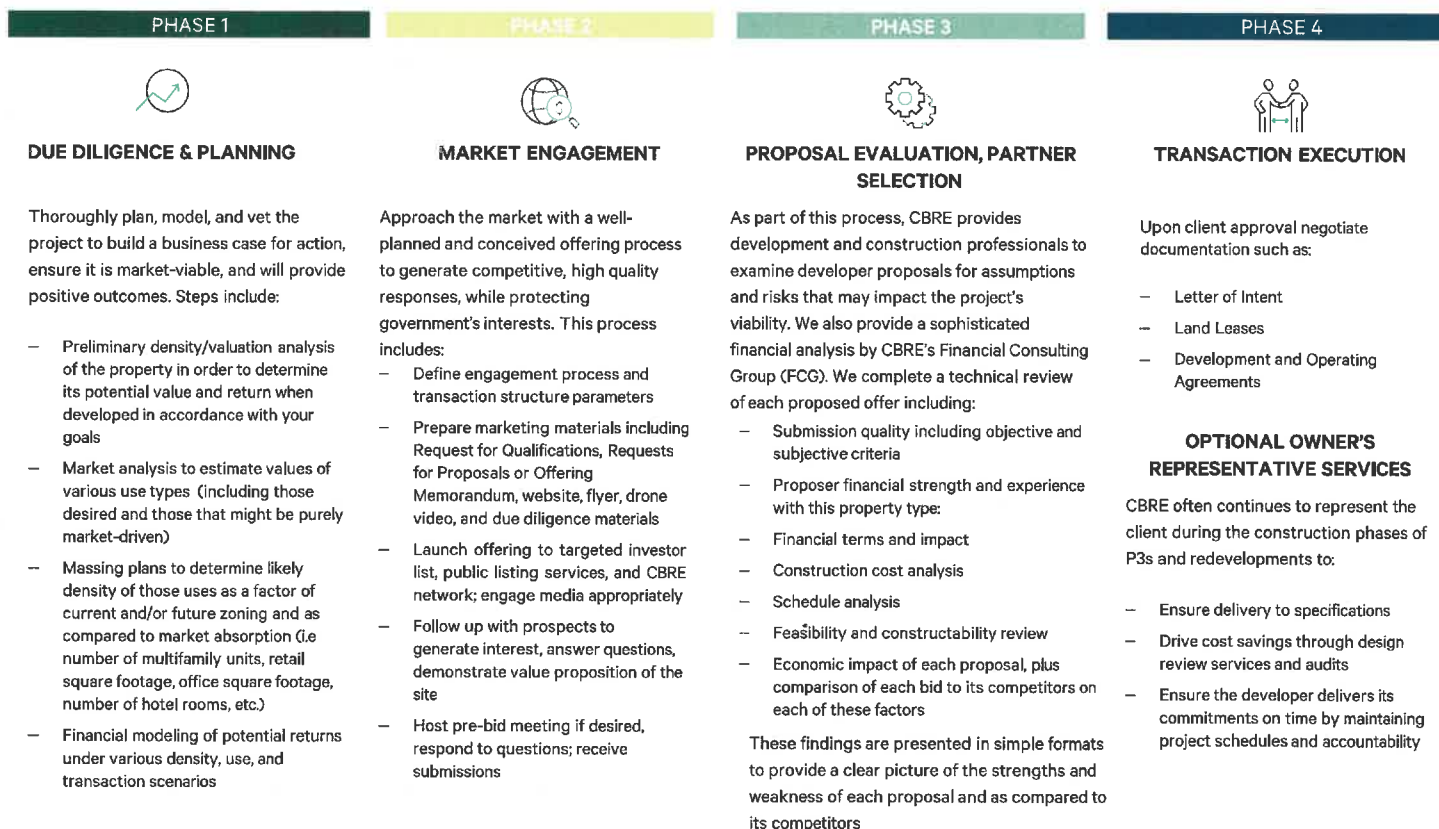 PHASE 1
DUE DILIGENCE & PLANNING
Thoroughly plan, model, and vet the
project to build a business case for action,
ensure it is market-viable, and will provide
positive outcomes. Steps include:
— Preliminary density/valuation analysis
of the property in order to determine
its potential value and return when
developed in accordance with your
goals
— Market analysis to estimate values of
various use types (including those
desired and those that might be purely
market-driven)
— Massing plans to determine likely
density of those uses as a factor of
current and/or future zoning and as
compared to market absorption (i.e
number of multifamily units, retail
square footage, office square footage,
number of hotel rooms, etc.)
— Financial modeling of potential returns
under various density, use, and
transaction scenarios
PHASE 2
MARKET ENGAGEMENT
Approach the market with a well-
planned and conceived offering process
to generate competitive, high quality
responses, while protecting
government's interests. This process
includes:
— Define engagement process and
transaction structure parameters
— Prepare marketing materials including
Request for Qualifications, Requests
for Proposals or Offering
Memorandum, website, flyer, drone
video, and due diligence materials
— Launch offering to targeted investor
list, public listing services, and CBRE
network; engage media appropriately
— Follow up with prospects to
generate interest, answer questions,
demonstrate value proposition of the
site
— Host pre-bid meeting if desired,
respond to questions; receive
submissions
PHASE 3
PROPOSAL EVALUATION, PARTNER
SELECTION
As part of this process, CBRE provides
development and construction professionals to
examine developer proposals for assumptions
and risks that may impact the project's
viability. We also provide a sophisticated
financial analysis by CBRE's Financial Consulting
Group (FCG). We complete a technical review
of each proposed offer including:
— Submission quality including objective and
subjective criteria
— Proposer financial strength and experience
with this property type:
— Financial terms and impact
— Construction cost analysis
— Schedule analysis
— Feasibility and constructability review
— Economic impact of each proposal, plus
comparison of each bid to its competitors on
each of these factors
These findings are presented in simple formats
to provide a clear picture of the strengths and
weakness of each proposal and as compared to
its competitors
PHASE 4
TRANSACTION EXECUTION
Upon client approval negotiate
documentation such as:
— Letter of Intent
— Land Leases
— Development and Operating
Agreements
OPTIONAL OWNER'S
REPRESENTATIVE SERVICES
CBRE often continues to represent the
client during the construction phases of
P3s and redevelopments to:
— Ensure delivery to specifications
— Drive cost savings through design
review services and audits
— Ensure the developer delivers its
commitments on time by maintaining
project schedules and accountability